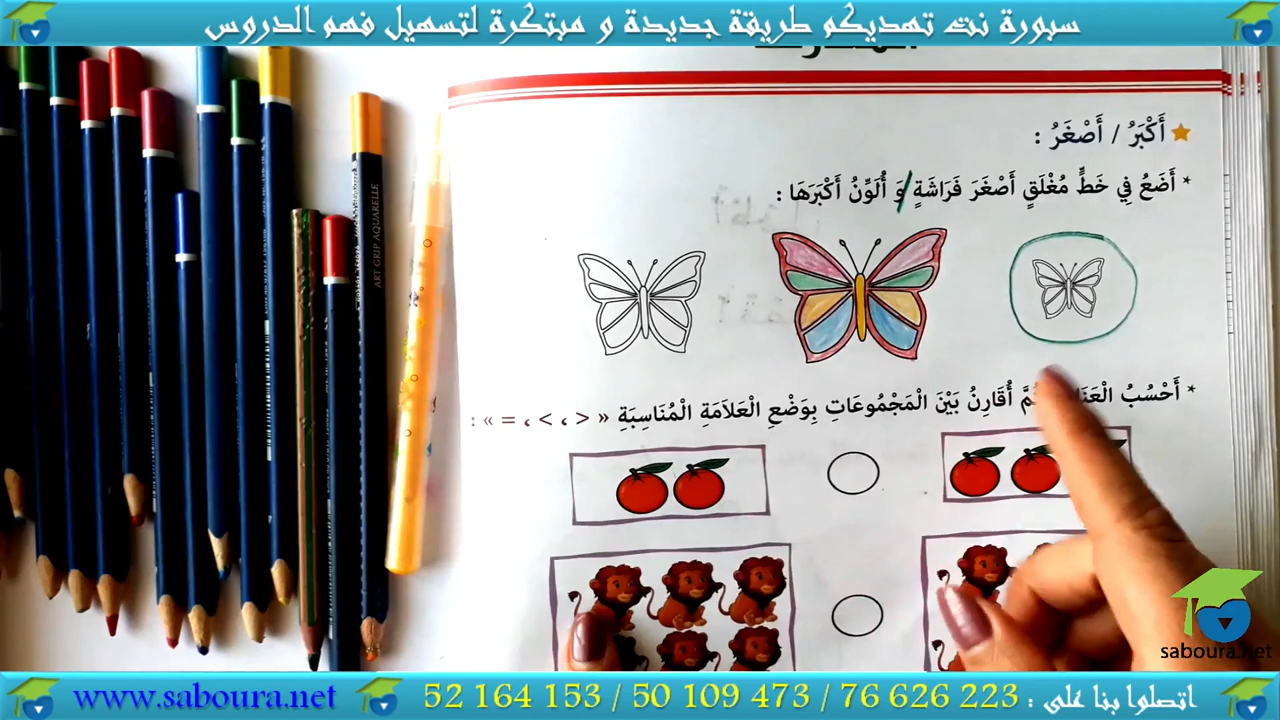 سبورة نت تهديكم طريقة جديدة و مبتكرة لتسهيل فهم الدروس
أَكْبَرُ / أَصْغَرُ :
* أَضَعُ فِي خَطٍّ مُغْلَقٍ أَصْغَرَ فَرَاشَةٍ / وَ أُلَوِّنُ أَكْبَرَهَا :
* أَحْسُبُ الْعَنَا أُقَارِنُ بَيْنَ الْمَجْمُوعَاتِ بِوَضْعِ الْعَلاَمَةِ الْمُنَاسِبَةِ « < ، > ، = » :
ART GRIP AQUARELLE
saboura.net
اتصلوا بنا على : 223 626 76 / 473 109 50 / 153 164 52
www.saboura.net